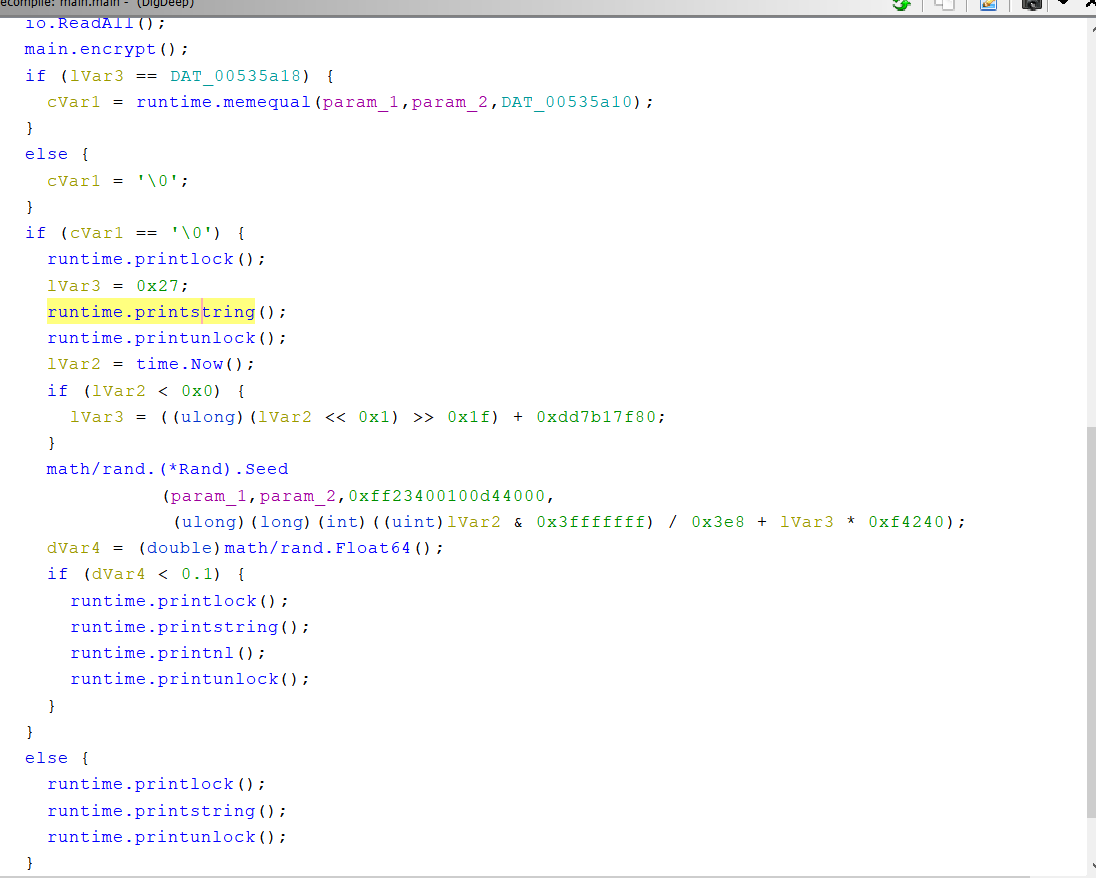 ecompile: main.main - (DigDeep)
io.ReadAll();
main.encrypt();
if (lVar3 == DAT_00535a18) {
cVar1 = runtime.memequal(param_1,param_2,DAT_00535a10);
}
else {
cVar1 = '\0';
}
if (cVar1 == '\0') {
runtime.printlock();
lVar3 = 0x27;
runtime.printstring();
runtime.printunlock();
lVar2 = time.Now();
if (lVar2 < 0x0) {
lVar3 = ((ulong)(lVar2 << 0x1) >> 0x1f) + 0xdd7b17f80;
}
math/rand.(*Rand).Seed
(param_1,param_2,0xff23400100d44000,
(ulong)(long)(int)((uint)lVar2 & 0x3fffffff) / 0x3e8 + lVar3 * 0xf4240);
dVar4 = (double)math/rand.Float64();
if (dVar4 < 0.1) {
runtime.printlock();
runtime.printstring();
runtime.printnl();
runtime.printunlock();
}
}
else {
runtime.printlock();
runtime.printstring();
runtime.printunlock();
}